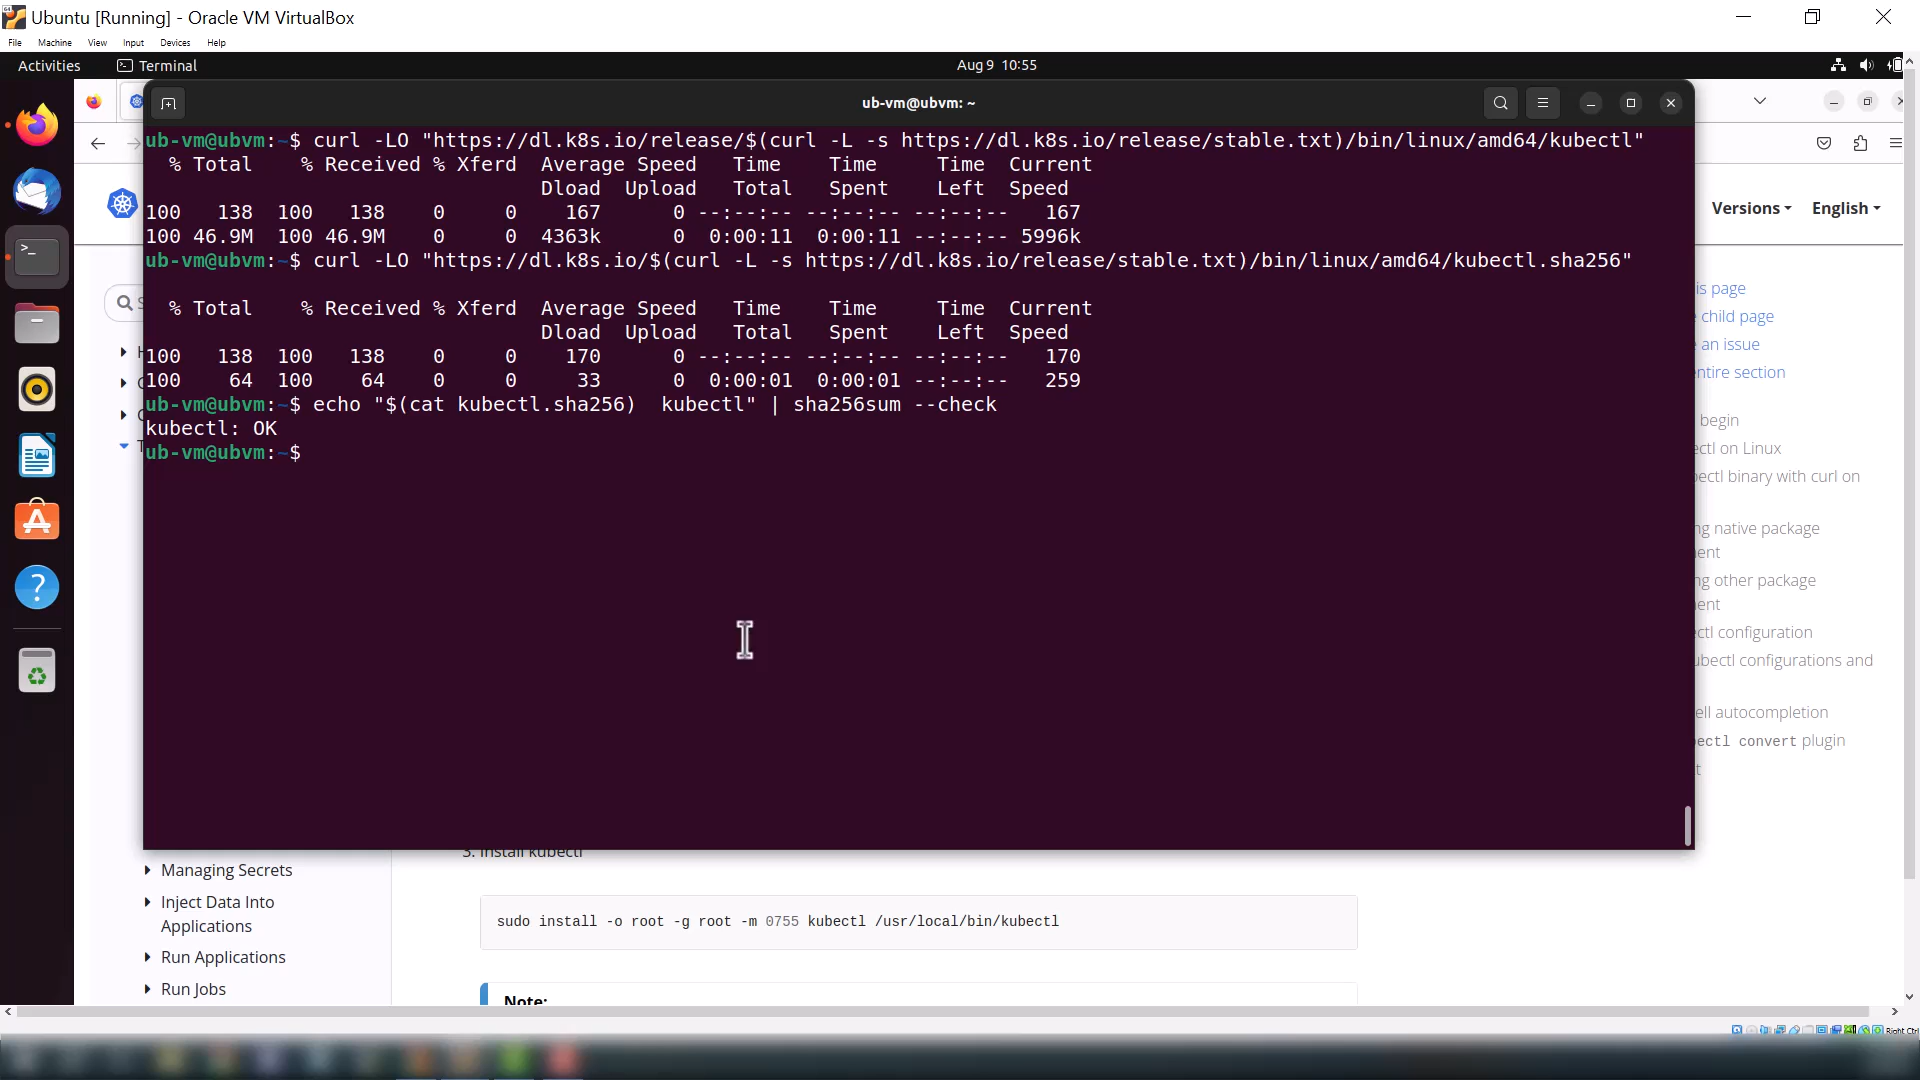 Ubuntu [Running] - Oracle VM VirtualBox
File Machine View Input Devices Help
Activities Terminal Aug 9 10:55
ub-vm@ubvm: ~
ub-vm@ubvm:~$ curl -LO "https://dl.k8s.io/release/$(curl -L -s https://dl.k8s.io/release/stable.txt)/bin/linux/amd64/kubectl"
% Total % Received % Xferd Average Speed Time Time Time Current
Dload Upload Total Spent Left Speed
100 138 100 138 0 0 167 0 --:--:-- --:--:-- --:--:-- 167
100 46.9M 100 46.9M 0 0 4363k 0 0:00:11 0:00:11 --:--:-- 5996k
ub-vm@ubvm:~$ curl -LO "https://dl.k8s.io/$(curl -L -s https://dl.k8s.io/release/stable.txt)/bin/linux/amd64/kubectl.sha256"
% Total % Received % Xferd Average Speed Time Time Time Current
Dload Upload Total Spent Left Speed
100 138 100 138 0 0 170 0 --:--:-- --:--:-- --:--:-- 170
100 64 100 64 0 0 33 0 0:00:01 0:00:01 --:--:-- 259
ub-vm@ubvm:~$ echo "$(cat kubectl.sha256)  kubectl" | sha256sum --check
kubectl: OK
ub-vm@ubvm:~$
Versions English
is page
child page
an issue
ntire section
begin
ectl on Linux
ectl binary with curl on
ng native package
ent
ng other package
ent
ctl configuration
ubectl configurations and
ell autocompletion
ectl convert plugin
t
3. Install kubectl
Managing Secrets
Inject Data Into
Applications
Run Applications
Run Jobs
sudo install -o root -g root -m 0755 kubectl /usr/local/bin/kubectl
Note:
Right Ctrl